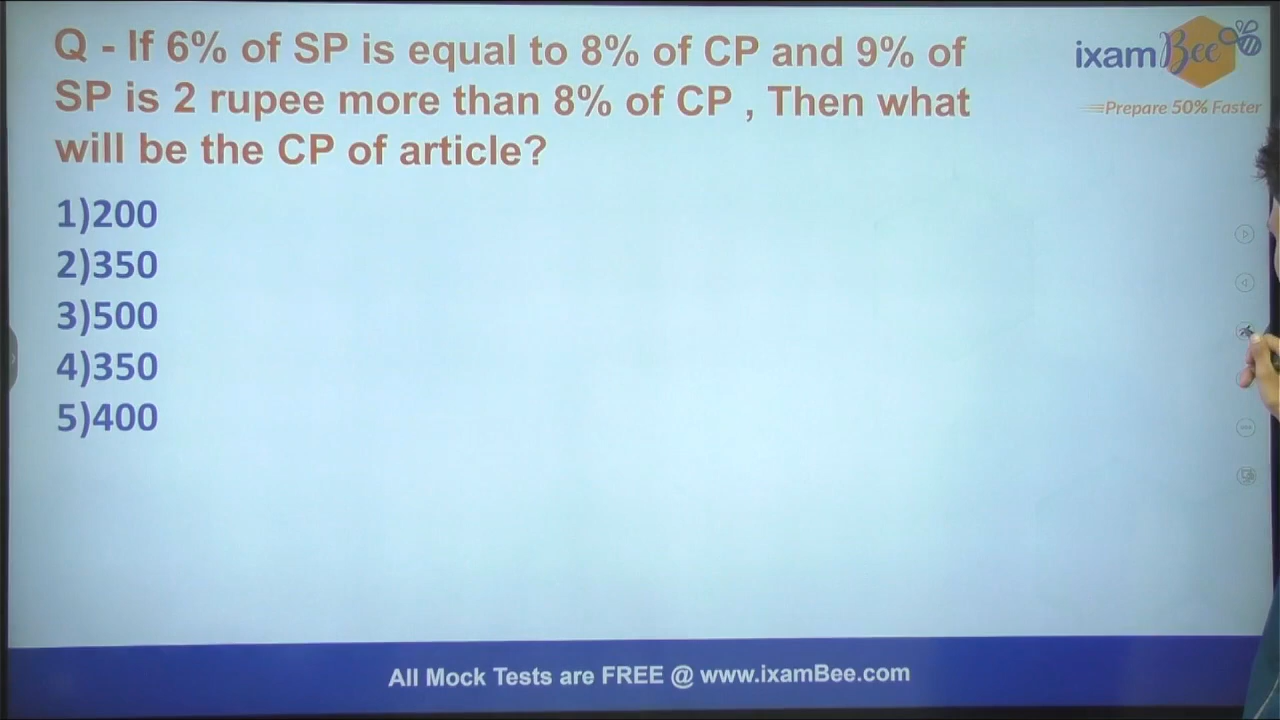 Q - If 6% of SP is equal to 8% of CP and 9% of
SP is 2 rupee more than 8% of CP , Then what
will be the CP of article?
1)200
2)350
3)500
4)350
5)400
ixamBee
Prepare 50% Faster
All Mock Tests are FREE @ www.ixamBee.com